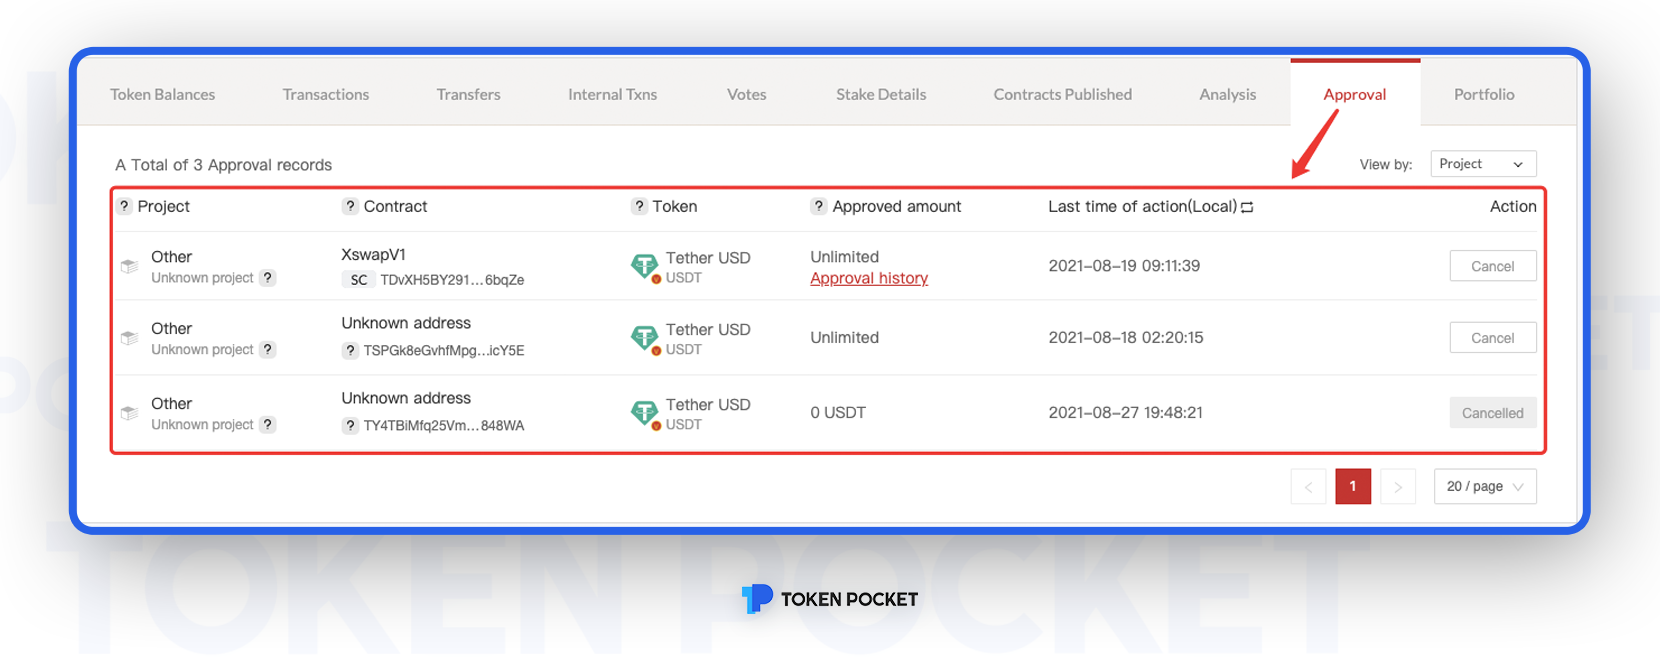 Token Balances Transactions Transfers Internal Txns Votes Stake Details Contracts Published Analysis Approval Portfolio
A Total of 3 Approval records View by: Project
? Project ? Contract ? Token ? Approved amount Last time of action(Local) Action
Other XswapV1 Tether USD Unlimited 2021-08-19 09:11:39 Cancel
Unknown project ? SC TDvXH5BY291...6bqZe USDT Approval history
Other Unknown address Tether USD Unlimited 2021-08-18 02:20:15 Cancel
Unknown project ? ? TSPGk8eGvhfMpg...icY5E USDT
Other Unknown address Tether USD 0 USDT 2021-08-27 19:48:21 Cancelled
Unknown project ? ? TY4TBiMfq25Vm...848WA USDT
< 1 > 20 / page
TOKEN POCKET
TOKEN POCKET